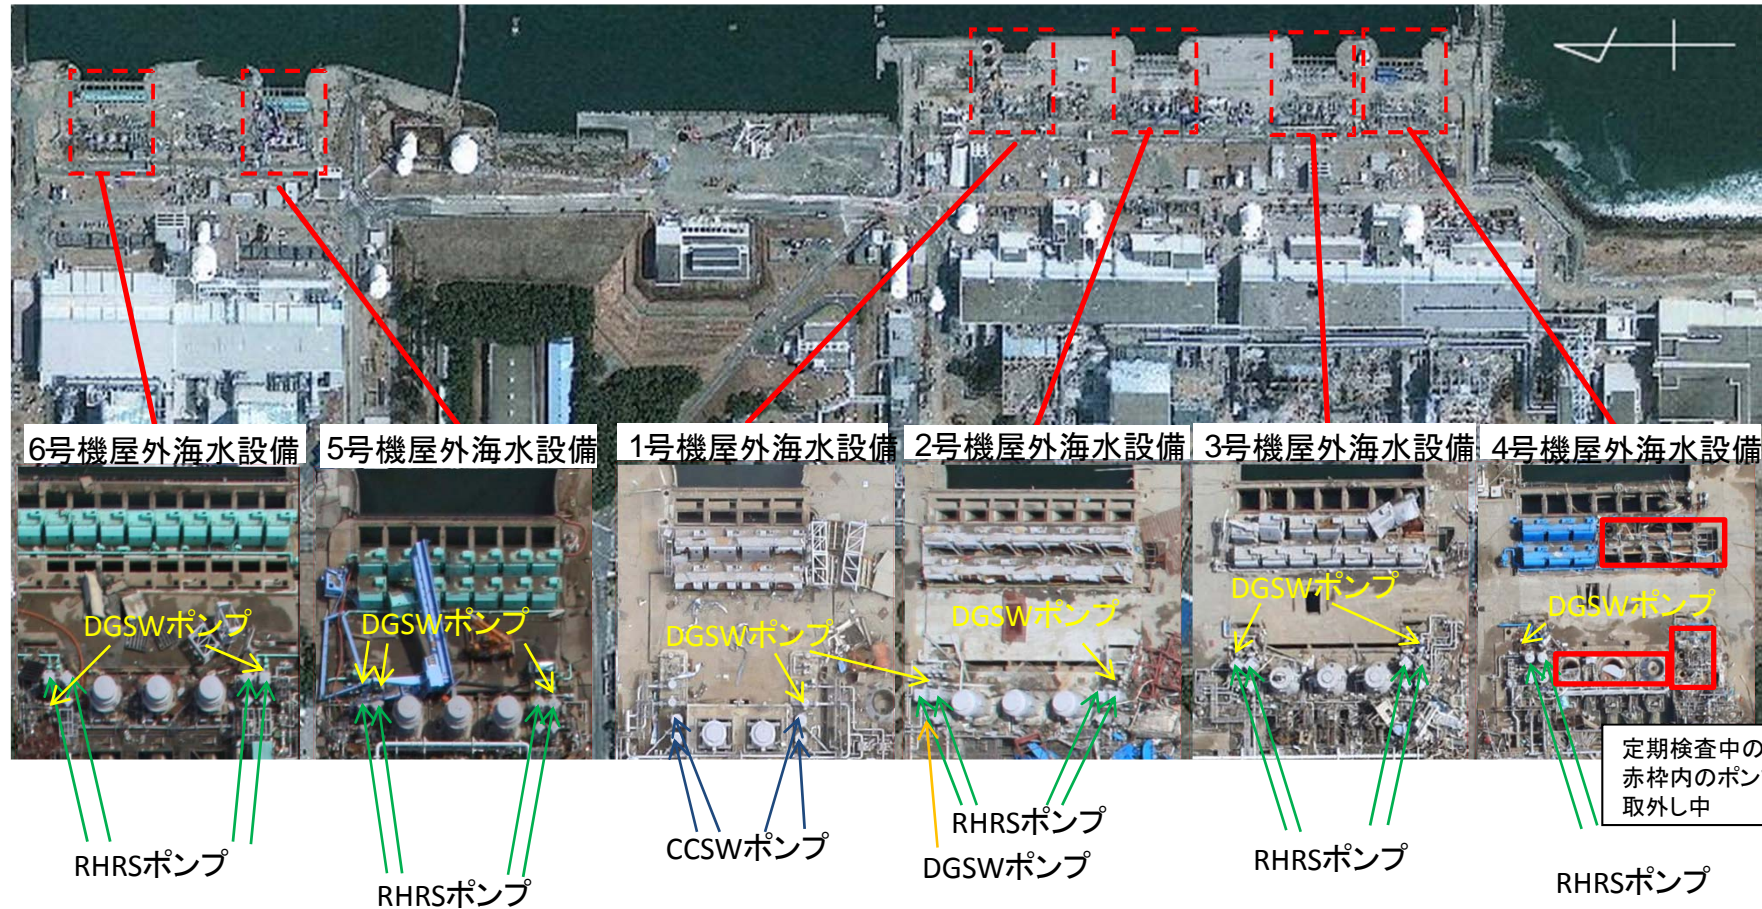 6号機屋外海水設備
5号機屋外海水設備
1号機屋外海水設備
2号機屋外海水設備
3号機屋外海水設備
4号機屋外海水設備
DGSWポンプ
DGSWポンプ
DGSWポンプ
DGSWポンプ
DGSWポンプ
DGSWポンプ
定期検査中の
赤枠内のポン
取外し中
RHRSポンプ
RHRSポンプ
CCSWポンプ
RHRSポンプ
DGSWポンプ
RHRSポンプ
RHRSポンプ